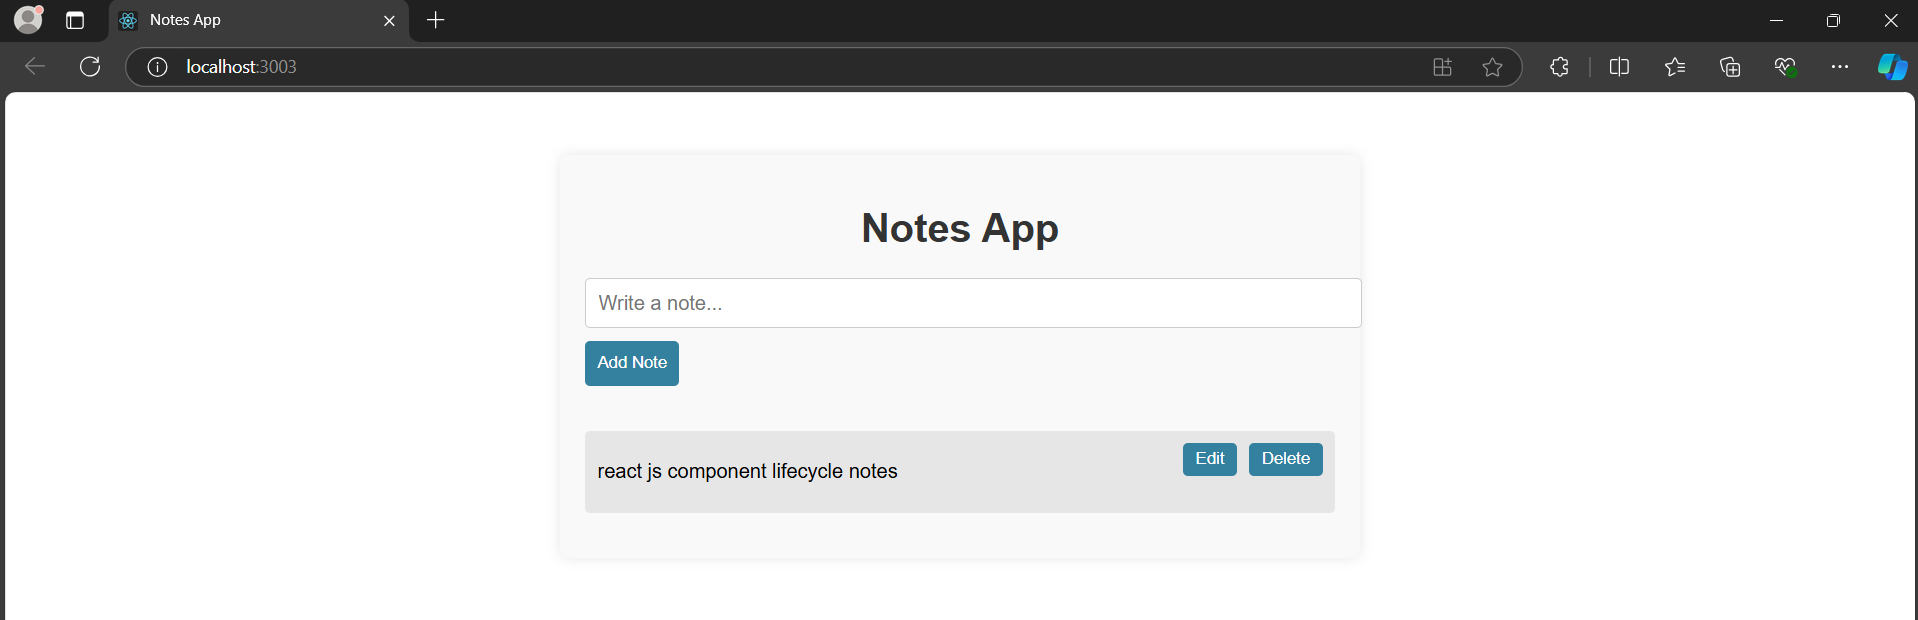 Notes App
localhost:3003
Notes App
Write a note...
Add Note
react js component lifecycle notes
Edit Delete